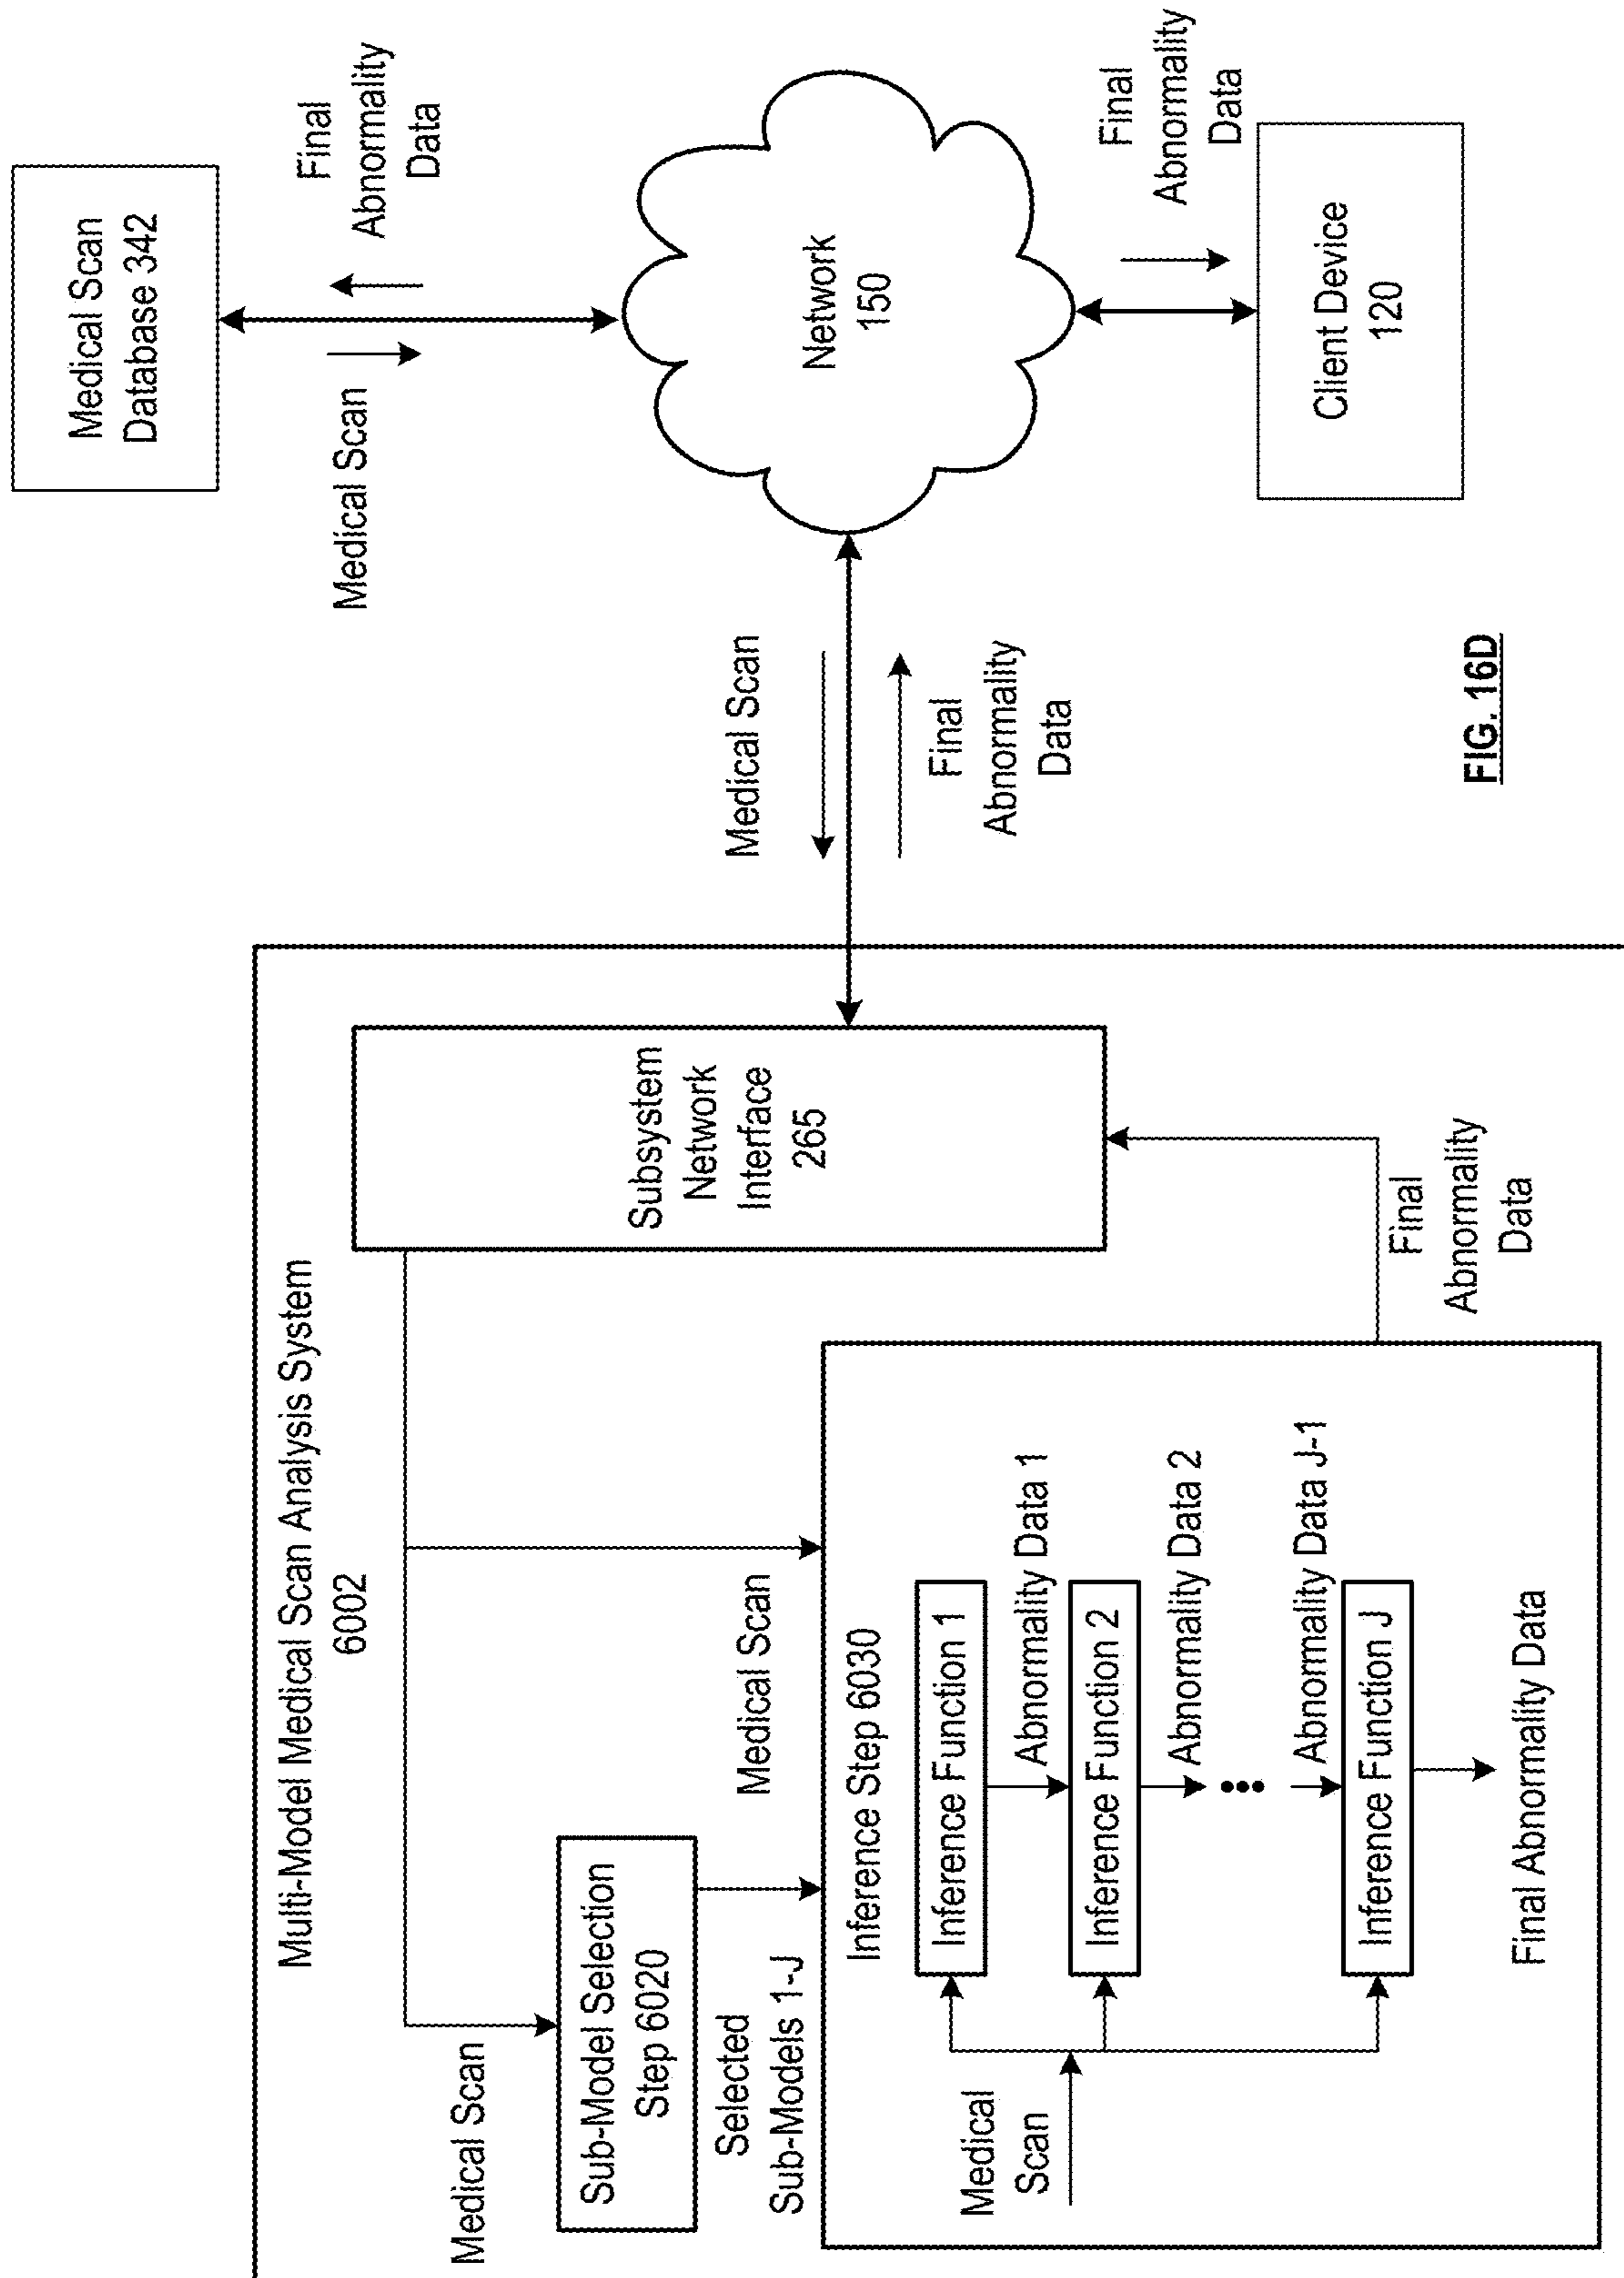 Multi-Model Medical Scan Analysis System
6002
Medical Scan
Sub-Model Selection
Step 6020
Selected
Sub-Models 1-J
Medical Scan
Inference Step 6030
Medical
Scan
Inference Function 1
Abnormality Data 1
Inference Function 2
Abnormality Data 2
Abnormality Data J-1
Inference Function J
Final Abnormality Data
Subsystem
Network
Interface
265
Final
Abnormality
Data
Medical Scan
Final
Abnormality
Data
Medical Scan
Database 342
Medical Scan
Final
Abnormality
Data
Network
150
Final
Abnormality
Data
Client Device
120
FIG. 16D